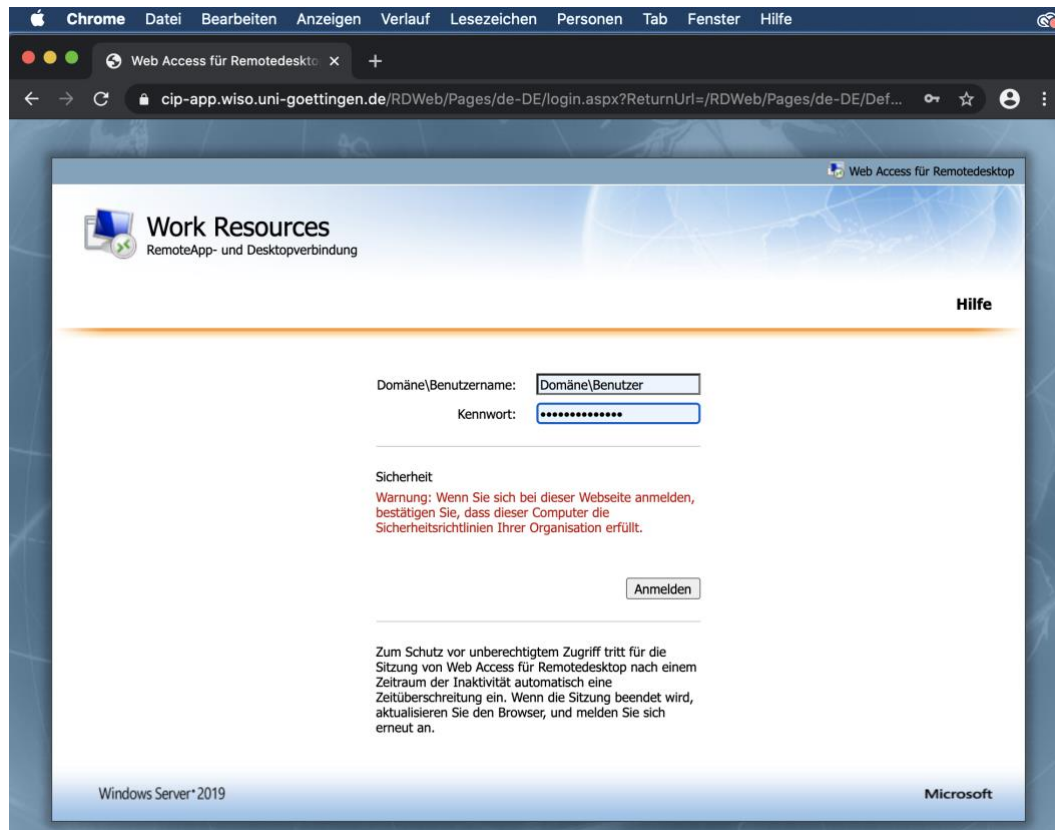 Chrome Datei Bearbeiten Anzeigen Verlauf Lesezeichen Personen Tab Fenster Hilfe
Web Access für Remotedeskto
cip-app.wiso.uni-goettingen.de/RDWeb/Pages/de-DE/login.aspx?ReturnUrl=/RDWeb/Pages/de-DE/Def...
Web Access für Remotedesktop
Work Resources
RemoteApp- und Desktopverbindung
Hilfe
Domäne\Benutzername: Domäne\Benutzer
Kennwort: ••••••••••••••
Sicherheit
Warnung: Wenn Sie sich bei dieser Webseite anmelden,
bestätigen Sie, dass dieser Computer die
Sicherheitsrichtlinien Ihrer Organisation erfüllt.
Anmelden
Zum Schutz vor unberechtigtem Zugriff tritt für die
Sitzung von Web Access für Remotedesktop nach einem
Zeitraum der Inaktivität automatisch eine
Zeitüberschreitung ein. Wenn die Sitzung beendet wird,
aktualisieren Sie den Browser, und melden Sie sich
erneut an.
Windows Server 2019
Microsoft